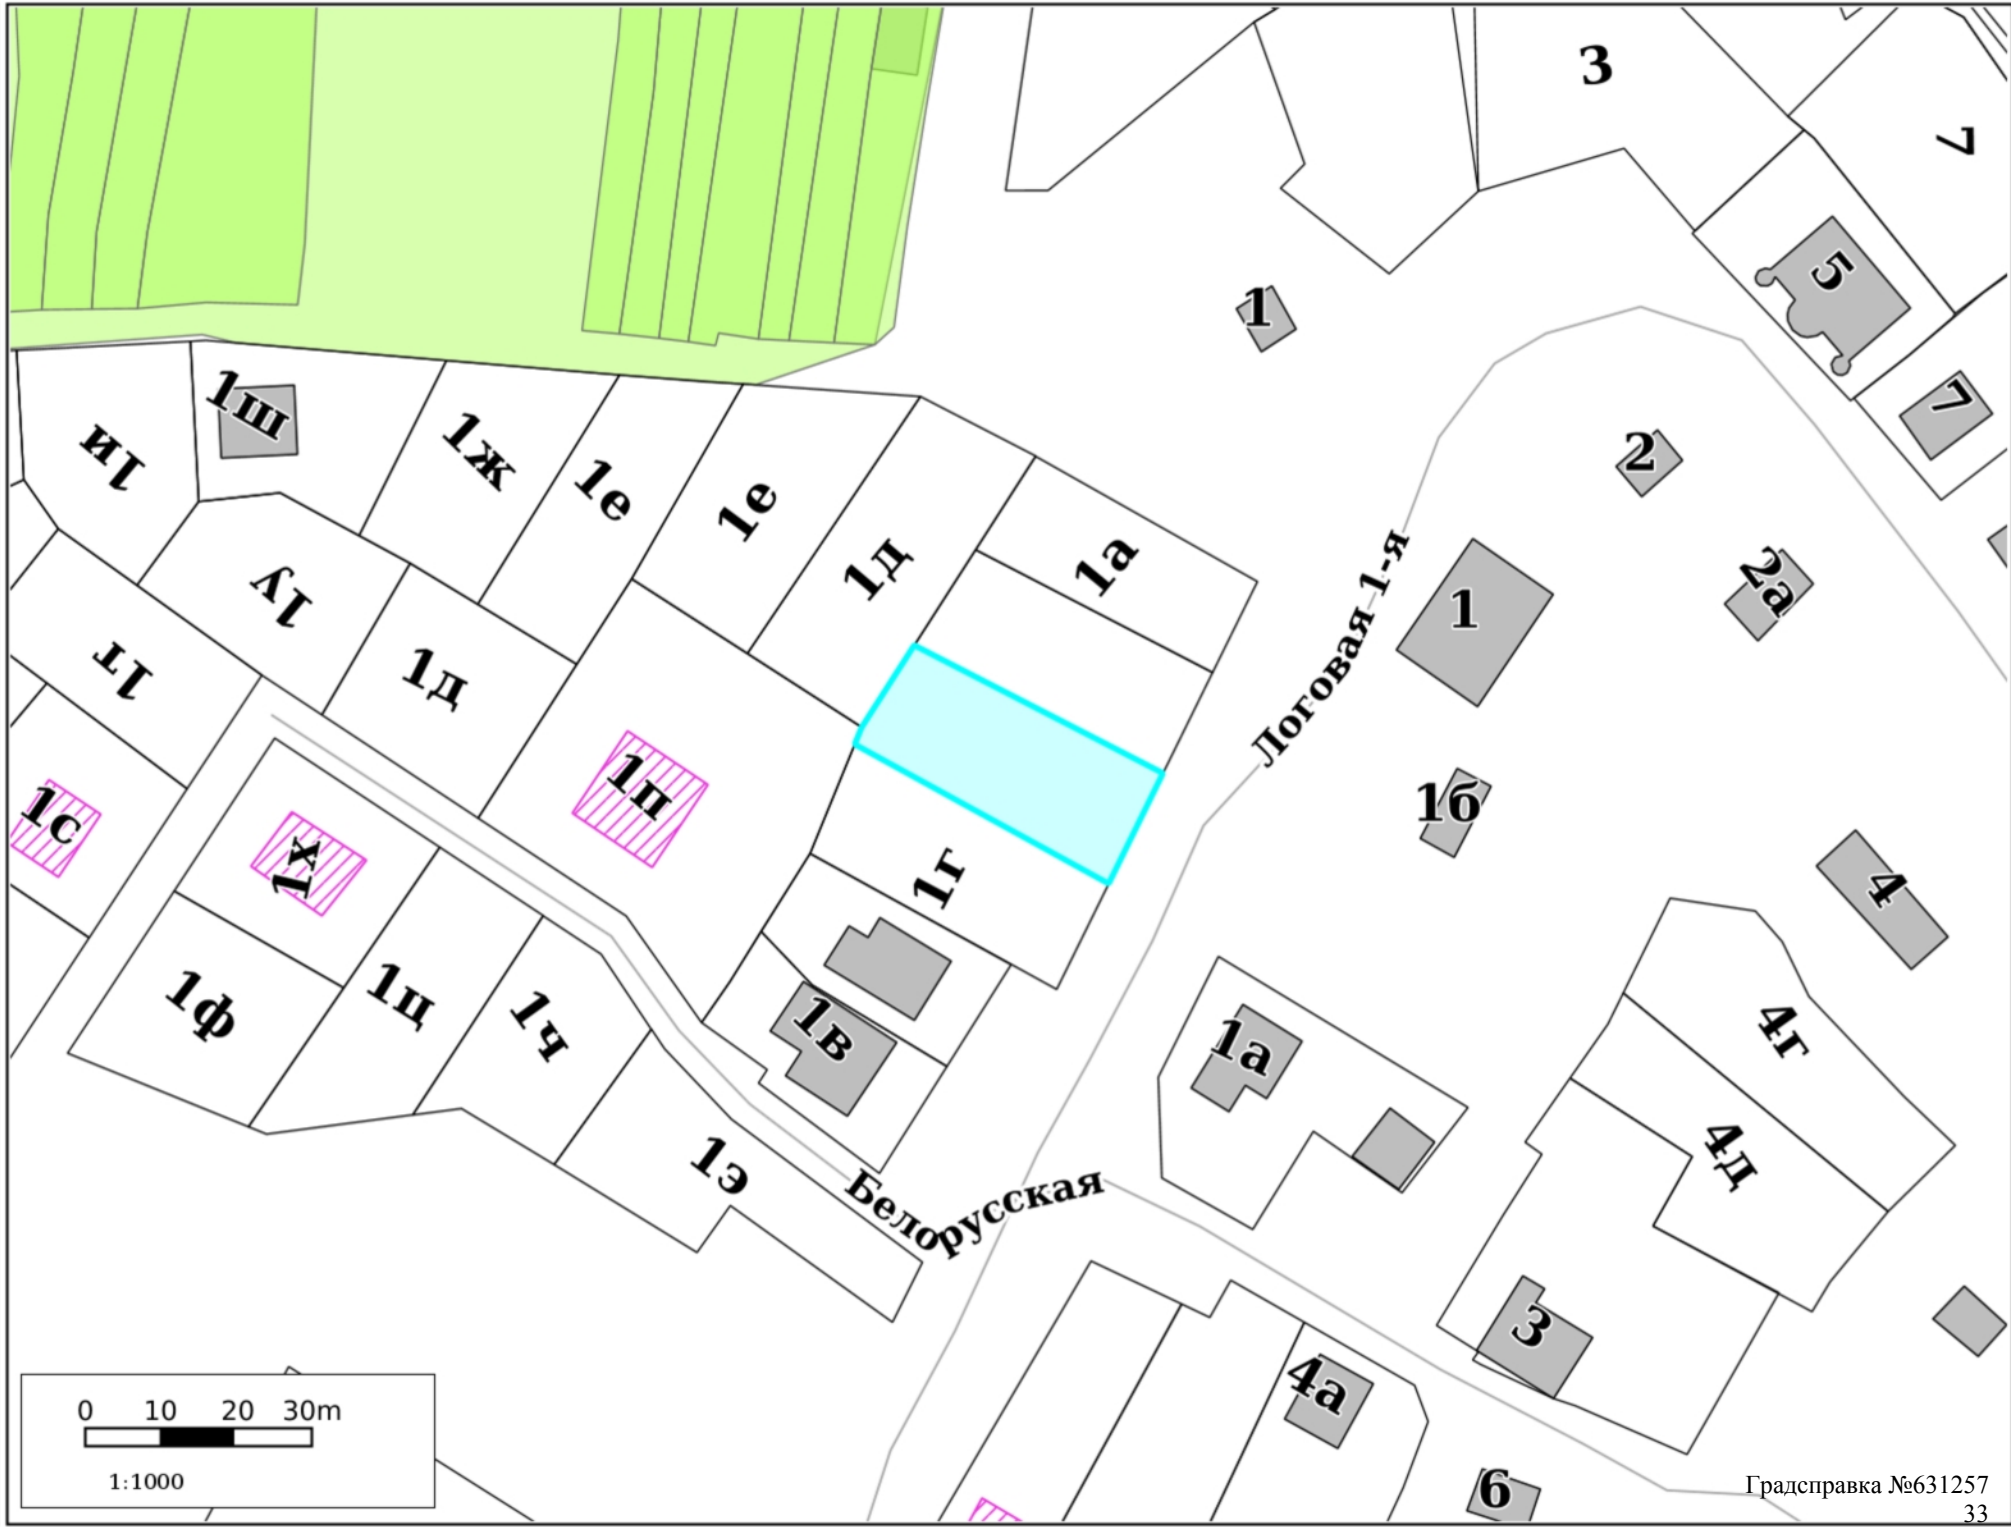 3
7
5
1
7
2
1ш
1и
1ж
1е
1е
1д
1а
2а
1
1у
1т
1д
Логовая 1-я
1п
1б
1с
1х
1г
4
1ф
1щ
1ч
1в
1а
4г
4д
1э
Белорусская
3
4а
6
0 10 20 30m
1:1000
Градсправка №631257
33